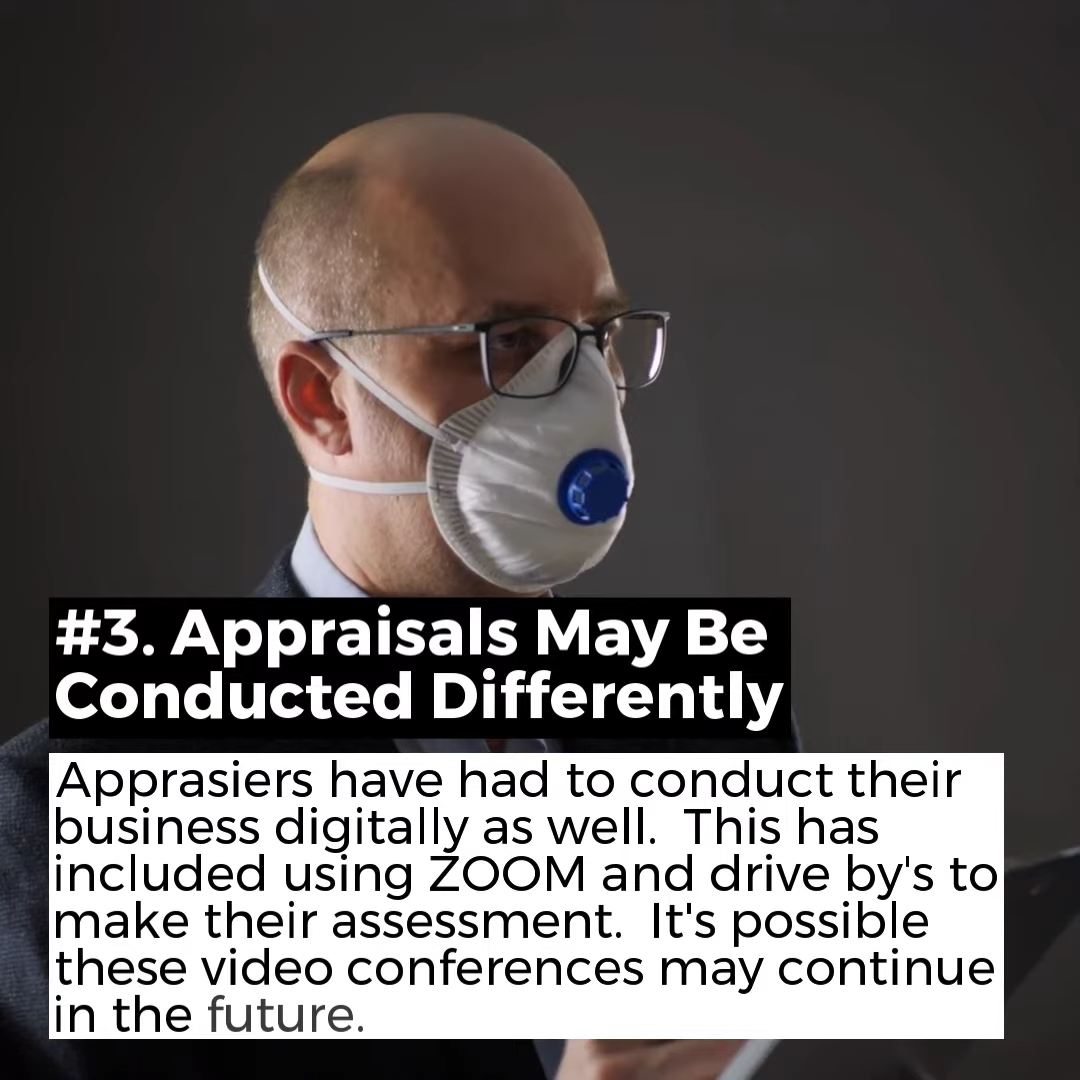 #3. Appraisals May Be
Conducted Differently
Apprasiers have had to conduct their
business digitally as well.  This has
included using ZOOM and drive by's to
make their assessment.  It's possible
these video conferences may continue
in the future.